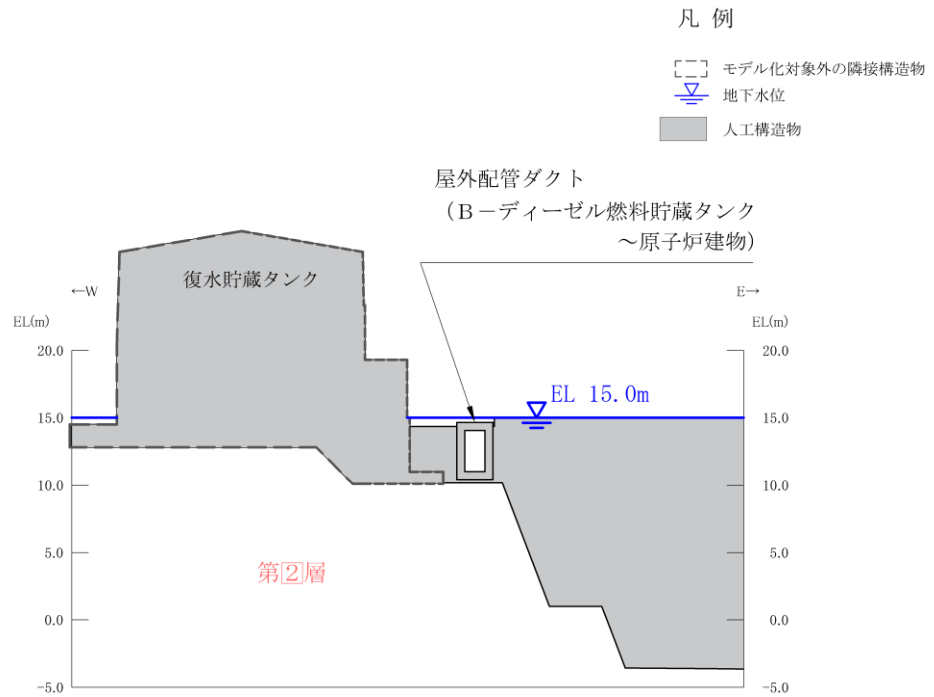 凡 例
モデル化対象外の隣接構造物
地下水位
人工構造物
屋外配管ダクト
（B－ディーゼル燃料貯蔵タンク
～原子炉建物）
復水貯蔵タンク
←W
E→
EL(m)
EL(m)
20.0
20.0
EL 15.0m
15.0
15.0
10.0
10.0
5.0
5.0
第2層
0.0
0.0
-5.0
-5.0